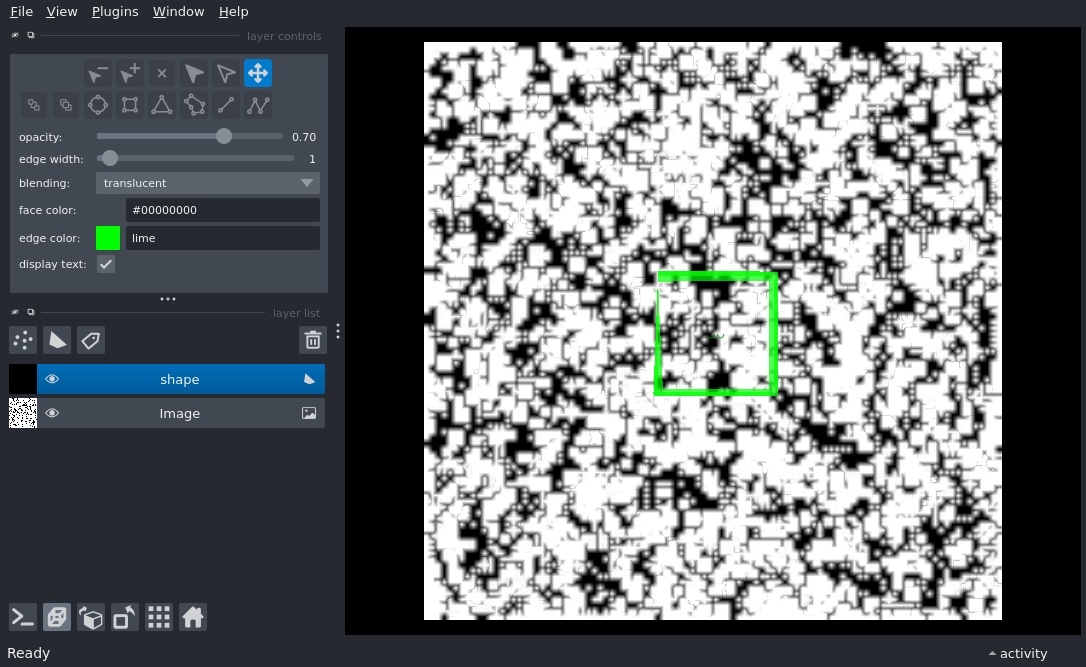 File View Plugins Window Help
layer controls
opacity: 0.70
edge width: 1
blending: translucent
face color: #00000000
edge color: lime
display text:
layer list
shape
Image
Ready
activity